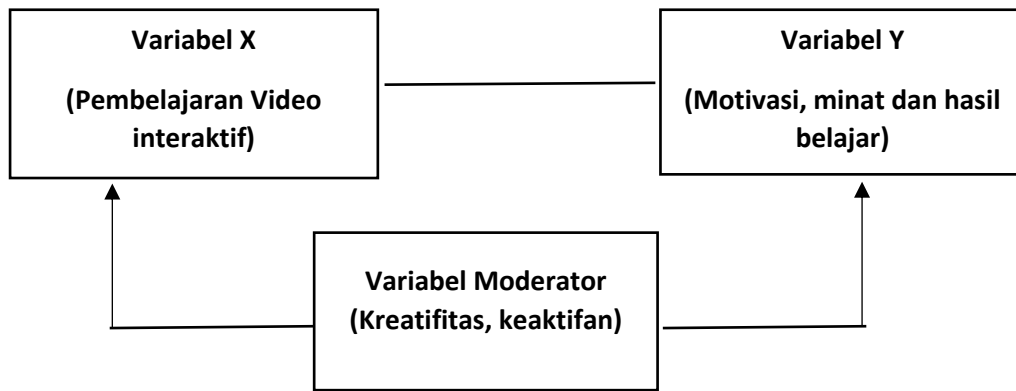 Variabel X
(Pembelajaran Video
interaktif)
Variabel Y
(Motivasi, minat dan hasil
belajar)
Variabel Moderator
(Kreatifitas, keaktifan)